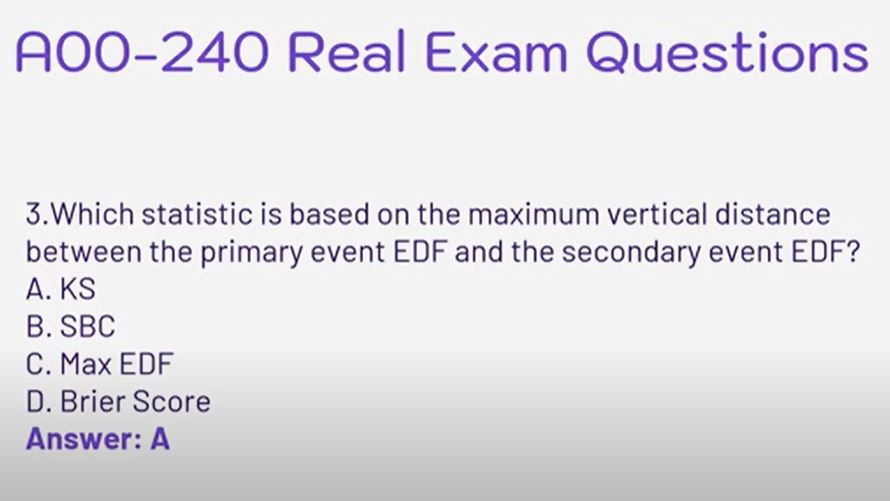 A00-240 Real Exam Questions
3.Which statistic is based on the maximum vertical distance
between the primary event EDF and the secondary event EDF?
A. KS
B. SBC
C. Max EDF
D. Brier Score
Answer: A